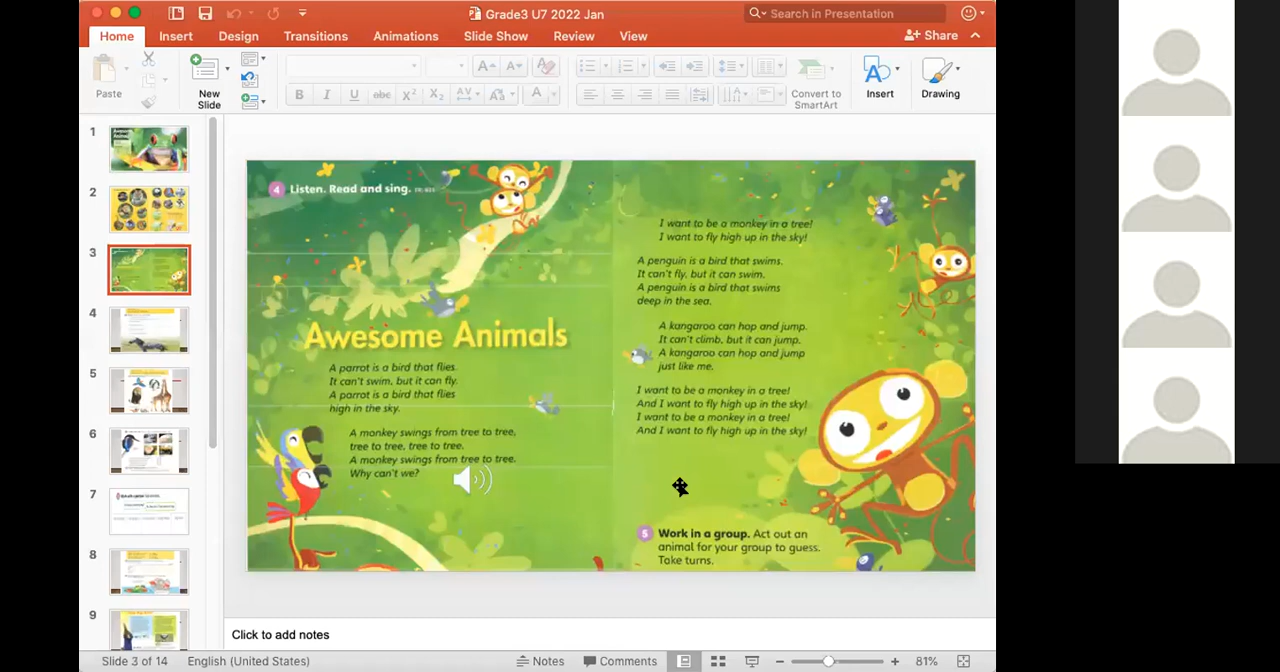 Grade3 U7 2022 Jan
Search in Presentation
Home
Insert
Design
Transitions
Animations
Slide Show
Review
View
Share
Paste
New
Slide
B
I
U
abc
X²
X₂
AV
Aa
A
Convert to
SmartArt
Insert
Drawing
1
2
3
4
5
6
7
8
9
4 Listen. Read and sing.
Awesome Animals
A parrot is a bird that flies.
It can't swim, but it can fly.
A parrot is a bird that flies
high in the sky.
A monkey swings from tree to tree,
tree to tree, tree to tree.
A monkey swings from tree to tree.
Why can't we?
I want to be a monkey in a tree!
I want to fly high up in the sky!
A penguin is a bird that swims.
It can't fly, but it can swim.
A penguin is a bird that swims
deep in the sea.
A kangaroo can hop and jump.
It can't climb, but it can jump.
A kangaroo can hop and jump
just like me.
I want to be a monkey in a tree!
And I want to fly high up in the sky!
I want to be a monkey in a tree!
And I want to fly high up in the sky!
5 Work in a group. Act out an
animal for your group to guess.
Take turns.
Click to add notes
Slide 3 of 14
English (United States)
Notes
Comments
81%